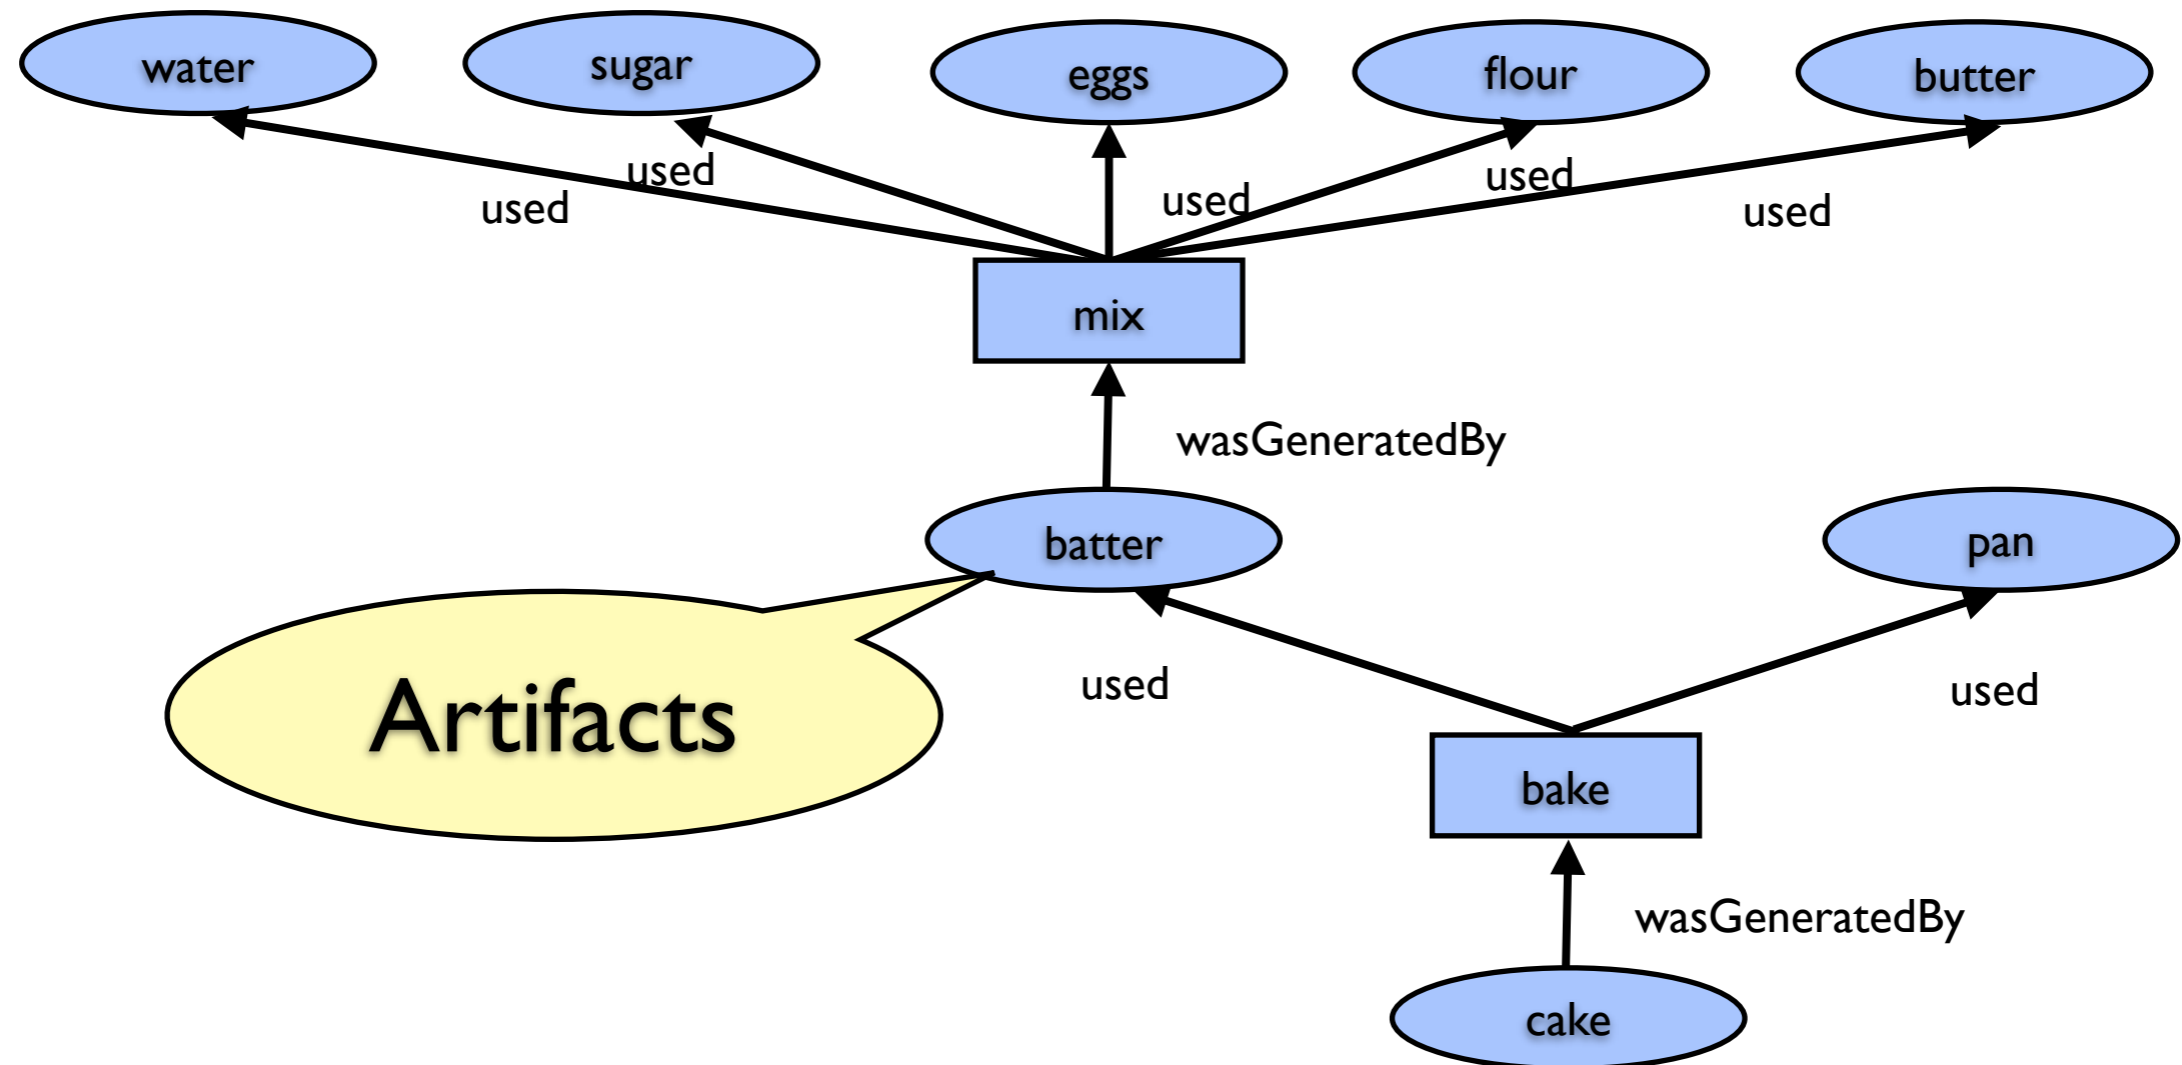 water
sugar
eggs
flour
butter
used
used
used
used
used
mix
wasGeneratedBy
batter
pan
Artifacts
used
used
bake
wasGeneratedBy
cake